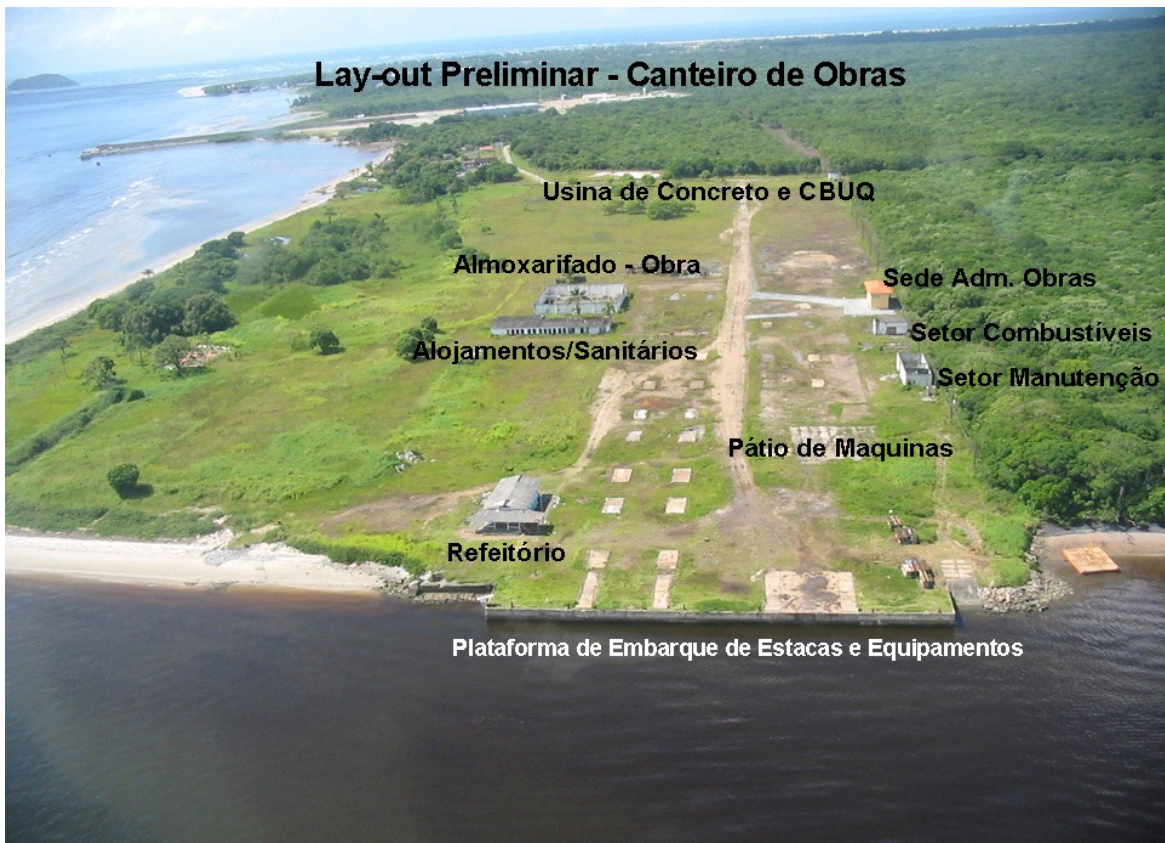 Lay-out Preliminar - Canteiro de Obras
Usina de Concreto e CBUQ
Almoxarifado - Obra
Sede Adm. Obras
Setor Combustíveis
Alojamentos/Sanitários
Setor Manutenção
Pátio de Maquinas
Refeitório
Plataforma de Embarque de Estacas e Equipamentos